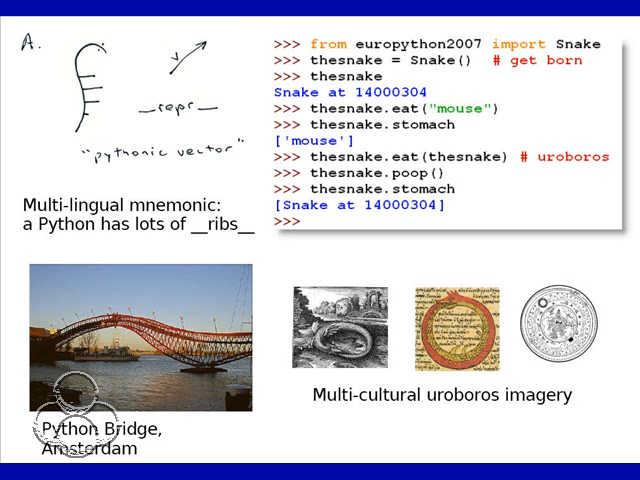 A.
v
__repr__
"pythonic vector"
Multi-lingual mnemonic:
a Python has lots of __ribs__
>>> from europython2007 import Snake
>>> thesnake = Snake()  # get born
>>> thesnake
Snake at 14000304
>>> thesnake.eat("mouse")
>>> thesnake.stomach
['mouse']
>>> thesnake.eat(thesnake) # uroboros
>>> thesnake.poop()
>>> thesnake.stomach
[Snake at 14000304]
>>>
Multi-cultural uroboros imagery
Python Bridge,
Amsterdam